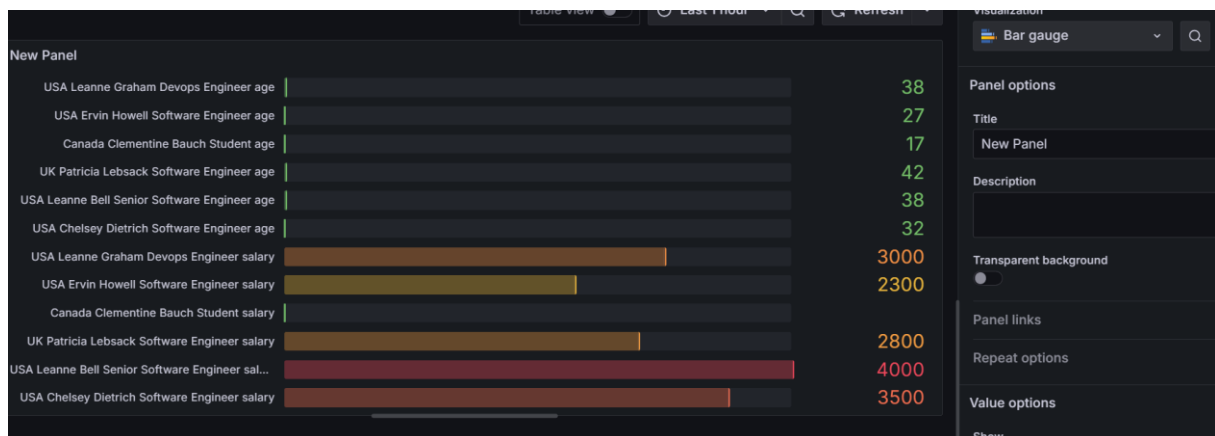 Table view Last 1 hour Refresh
Visualization
Bar gauge
New Panel
USA Leanne Graham Devops Engineer age 38
USA Ervin Howell Software Engineer age 27
Canada Clementine Bauch Student age 17
UK Patricia Lebsack Software Engineer age 42
USA Leanne Bell Senior Software Engineer age 38
USA Chelsey Dietrich Software Engineer age 32
USA Leanne Graham Devops Engineer salary 3000
USA Ervin Howell Software Engineer salary 2300
Canada Clementine Bauch Student salary
UK Patricia Lebsack Software Engineer salary 2800
USA Leanne Bell Senior Software Engineer sal... 4000
USA Chelsey Dietrich Software Engineer salary 3500
Panel options
Title
New Panel
Description
Transparent background
Panel links
Repeat options
Value options
Show